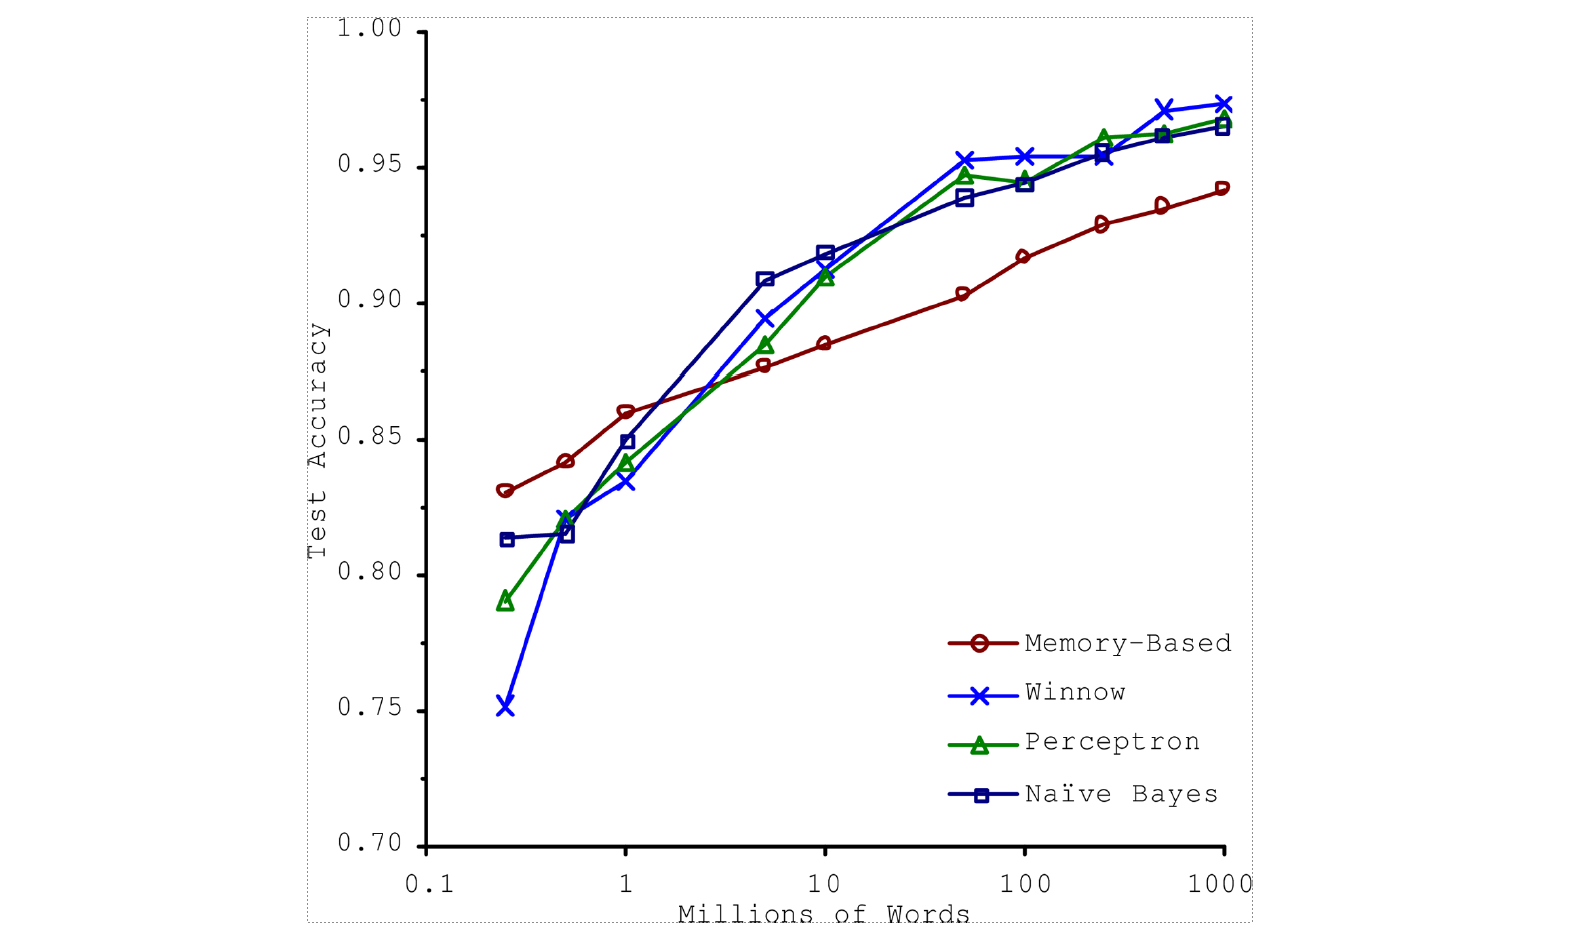 1.00
0.95
0.90
0.85
0.80
0.75
0.70
Test Accuracy
Memory-Based
Winnow
Perceptron
Naïve Bayes
0.1 1 10 100 1000
Millions of Words